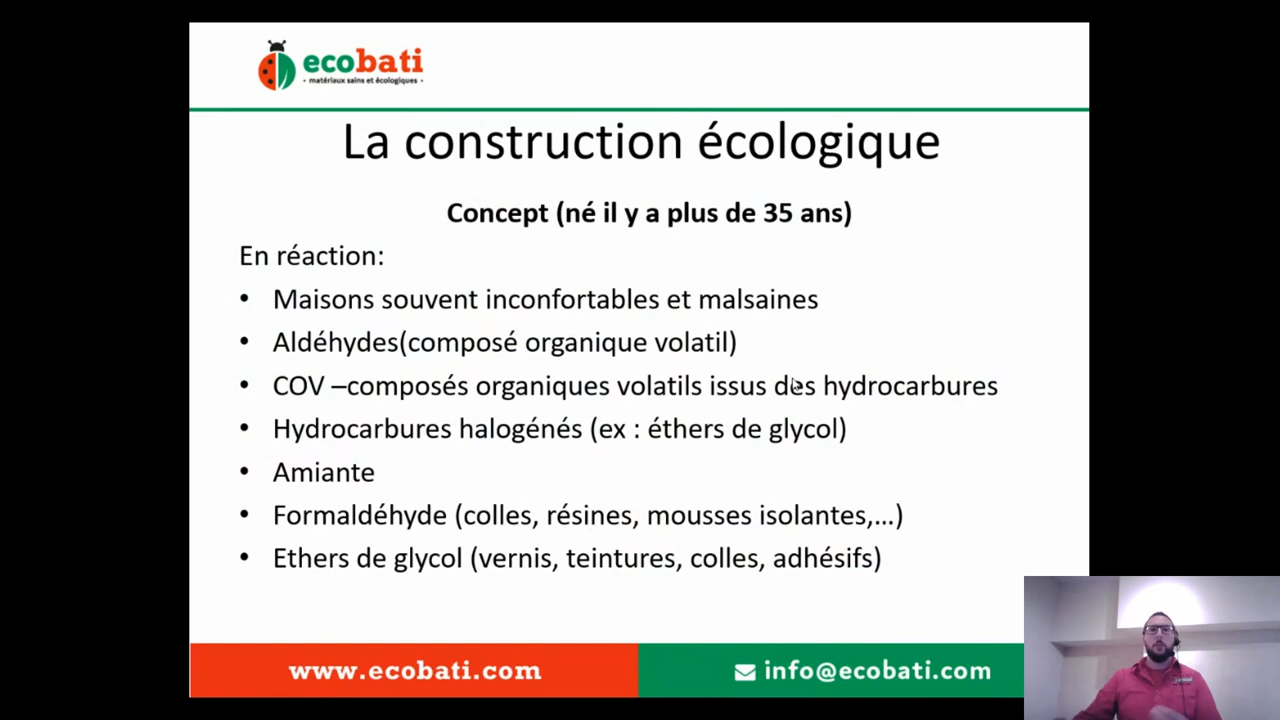 ecobati
• matériaux sains et écologiques •
La construction écologique
Concept (né il y a plus de 35 ans)
En réaction:
• Maisons souvent inconfortables et malsaines
• Aldéhydes(composé organique volatil)
• COV –composés organiques volatils issus des hydrocarbures
• Hydrocarbures halogénés (ex : éthers de glycol)
• Amiante
• Formaldéhyde (colles, résines, mousses isolantes,...)
• Ethers de glycol (vernis, teintures, colles, adhésifs)
www.ecobati.com
info@ecobati.com